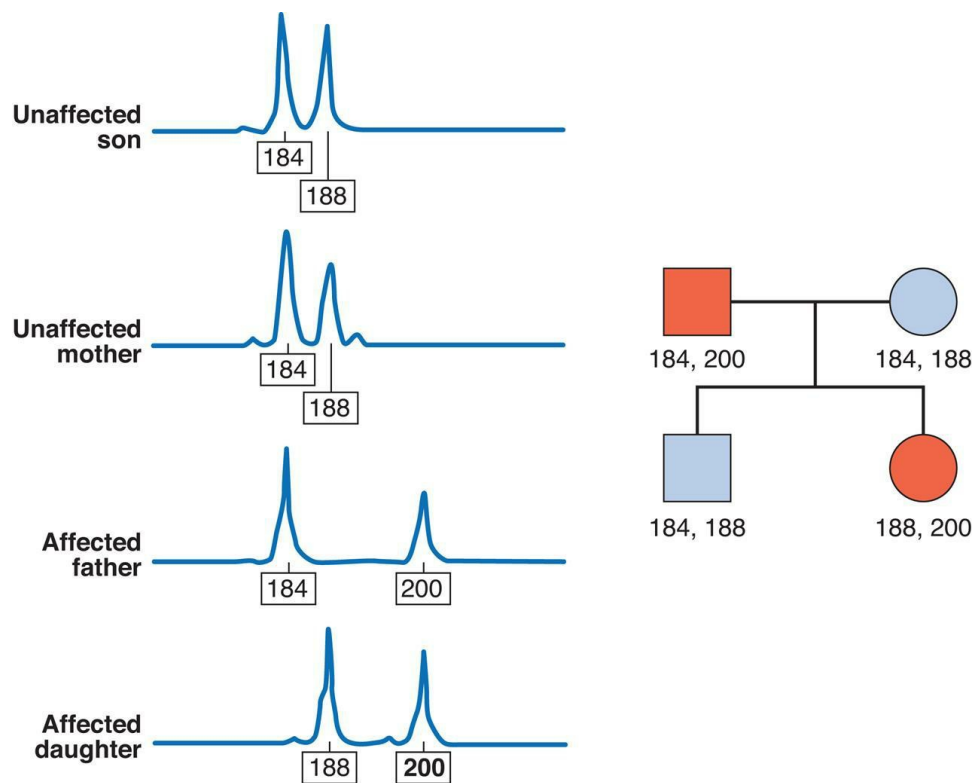 Unaffected
son
184
188
Unaffected
mother
184
188
Affected
father
184
200
Affected
daughter
188
200
184, 200
184, 188
184, 188
188, 200